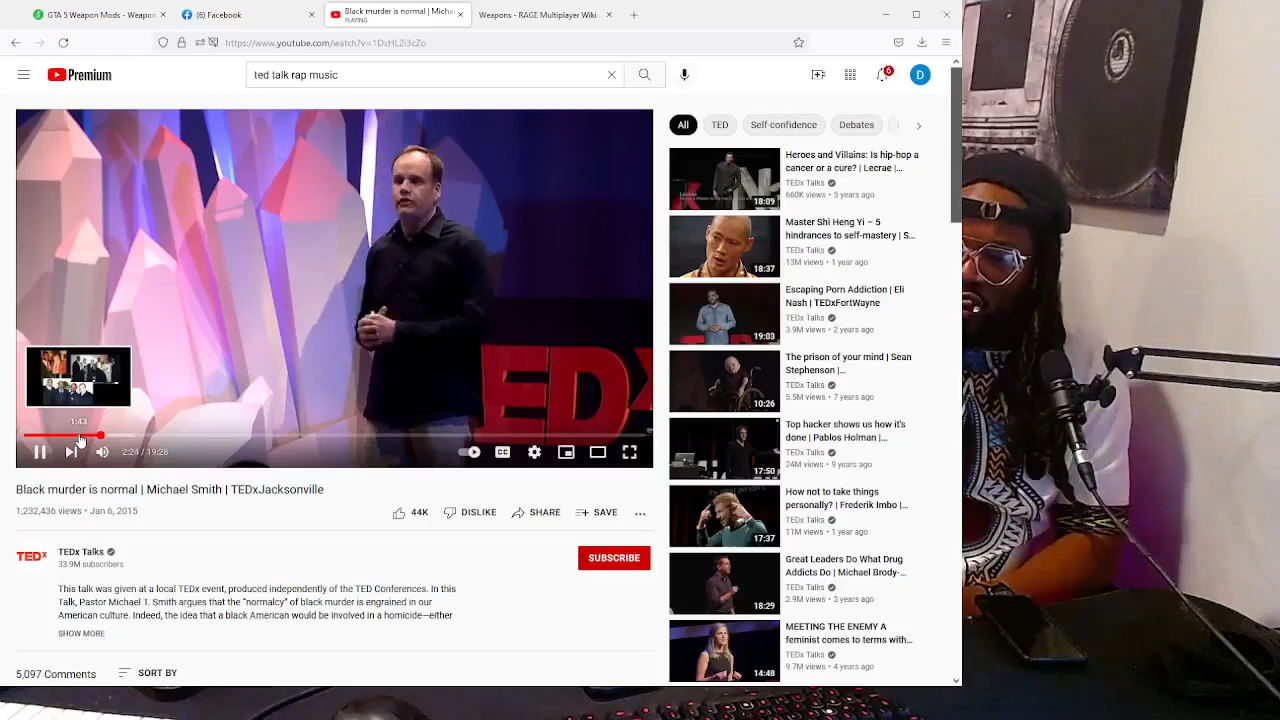 GTA 5 Weapon Mods - Weapon
(6) Facebook
Black murder is normal | Micha
PLAYING
Weapons - RAGE Multiplayer Wiki
https://www.youtube.com/watch?v=1DxHL2i3cZo
Premium
ted talk rap music
6
D
All
TED
Self-confidence
Debates
Heroes and Villains: Is hip-hop a
cancer or a cure? | Lecrae |...
TEDx Talks
660K views • 5 years ago
18:09
Master Shi Heng Yi – 5
hindrances to self-mastery | S...
TEDx Talks
13M views • 1 year ago
18:37
Escaping Porn Addiction | Eli
Nash | TEDxFortWayne
TEDx Talks
3.9M views • 2 years ago
19:03
The prison of your mind | Sean
Stephenson |...
TEDx Talks
5.5M views • 7 years ago
10:26
Top hacker shows us how it's
done | Pablos Holman |...
TEDx Talks
24M views • 9 years ago
17:50
How not to take things
personally? | Frederik Imbo |...
TEDx Talks
11M views • 1 year ago
17:37
Great Leaders Do What Drug
Addicts Do | Michael Brody-...
TEDx Talks
2.9M views • 3 years ago
18:29
MEETING THE ENEMY A
feminist comes to terms with...
TEDx Talks
9.7M views • 4 years ago
14:48
TEDX
1:43
2:24 / 19:28
CC
Black murder is normal | Michael Smith | TEDxJacksonville
1,232,436 views • Jan 6, 2015
44K
DISLIKE
SHARE
SAVE
TEDx
TEDx Talks
33.9M subscribers
SUBSCRIBE
This talk was given at a local TEDx event, produced independently of the TED Conferences. In this
Talk, Pastor Michael T. Smith argues that the "normalcy" of black murder is engrained in our
American culture. Indeed, the idea that a black American would be involved in a homicide—either
SHOW MORE
5,097 Comments
SORT BY